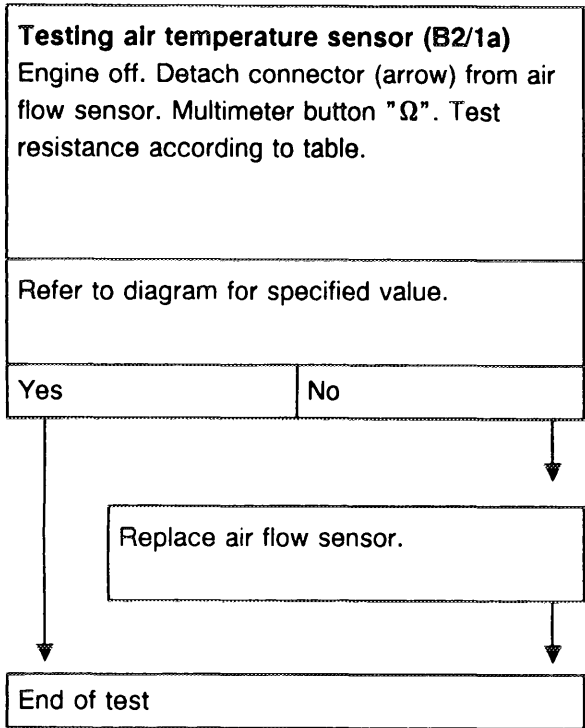 Testing air temperature sensor (B2/1a)
Engine off. Detach connector (arrow) from air
flow sensor. Multimeter button "Ω". Test
resistance according to table.
Refer to diagram for specified value.
Yes
No
Replace air flow sensor.
End of test